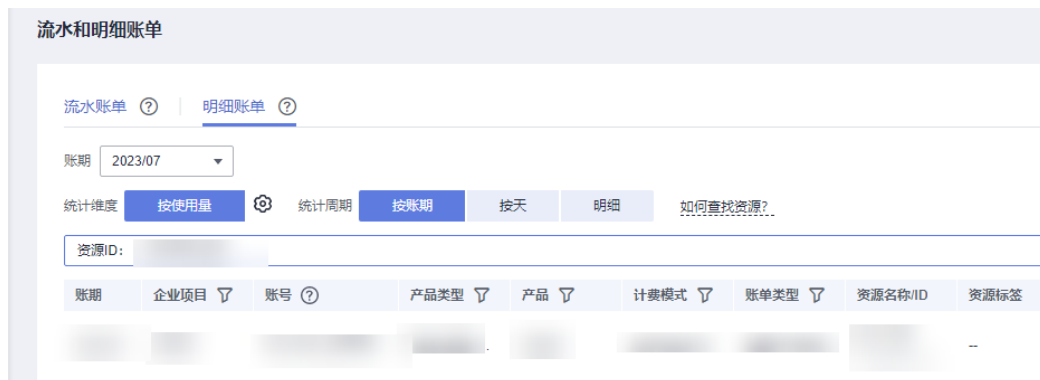 流水和明细账单
流水账单 ? 明细账单 ?
账期 2023/07
统计维度 按使用量 统计周期 按账期 按天 明细 如何查找资源?
资源ID:
账期 企业项目 账号 ? 产品类型 产品 计费模式 账单类型 资源名称/ID 资源标签
--